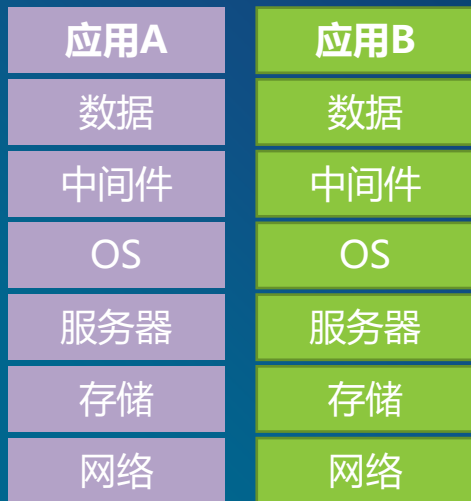 应用A 应用B
数据 数据
中间件 中间件
OS OS
服务器 服务器
存储 存储
网络 网络